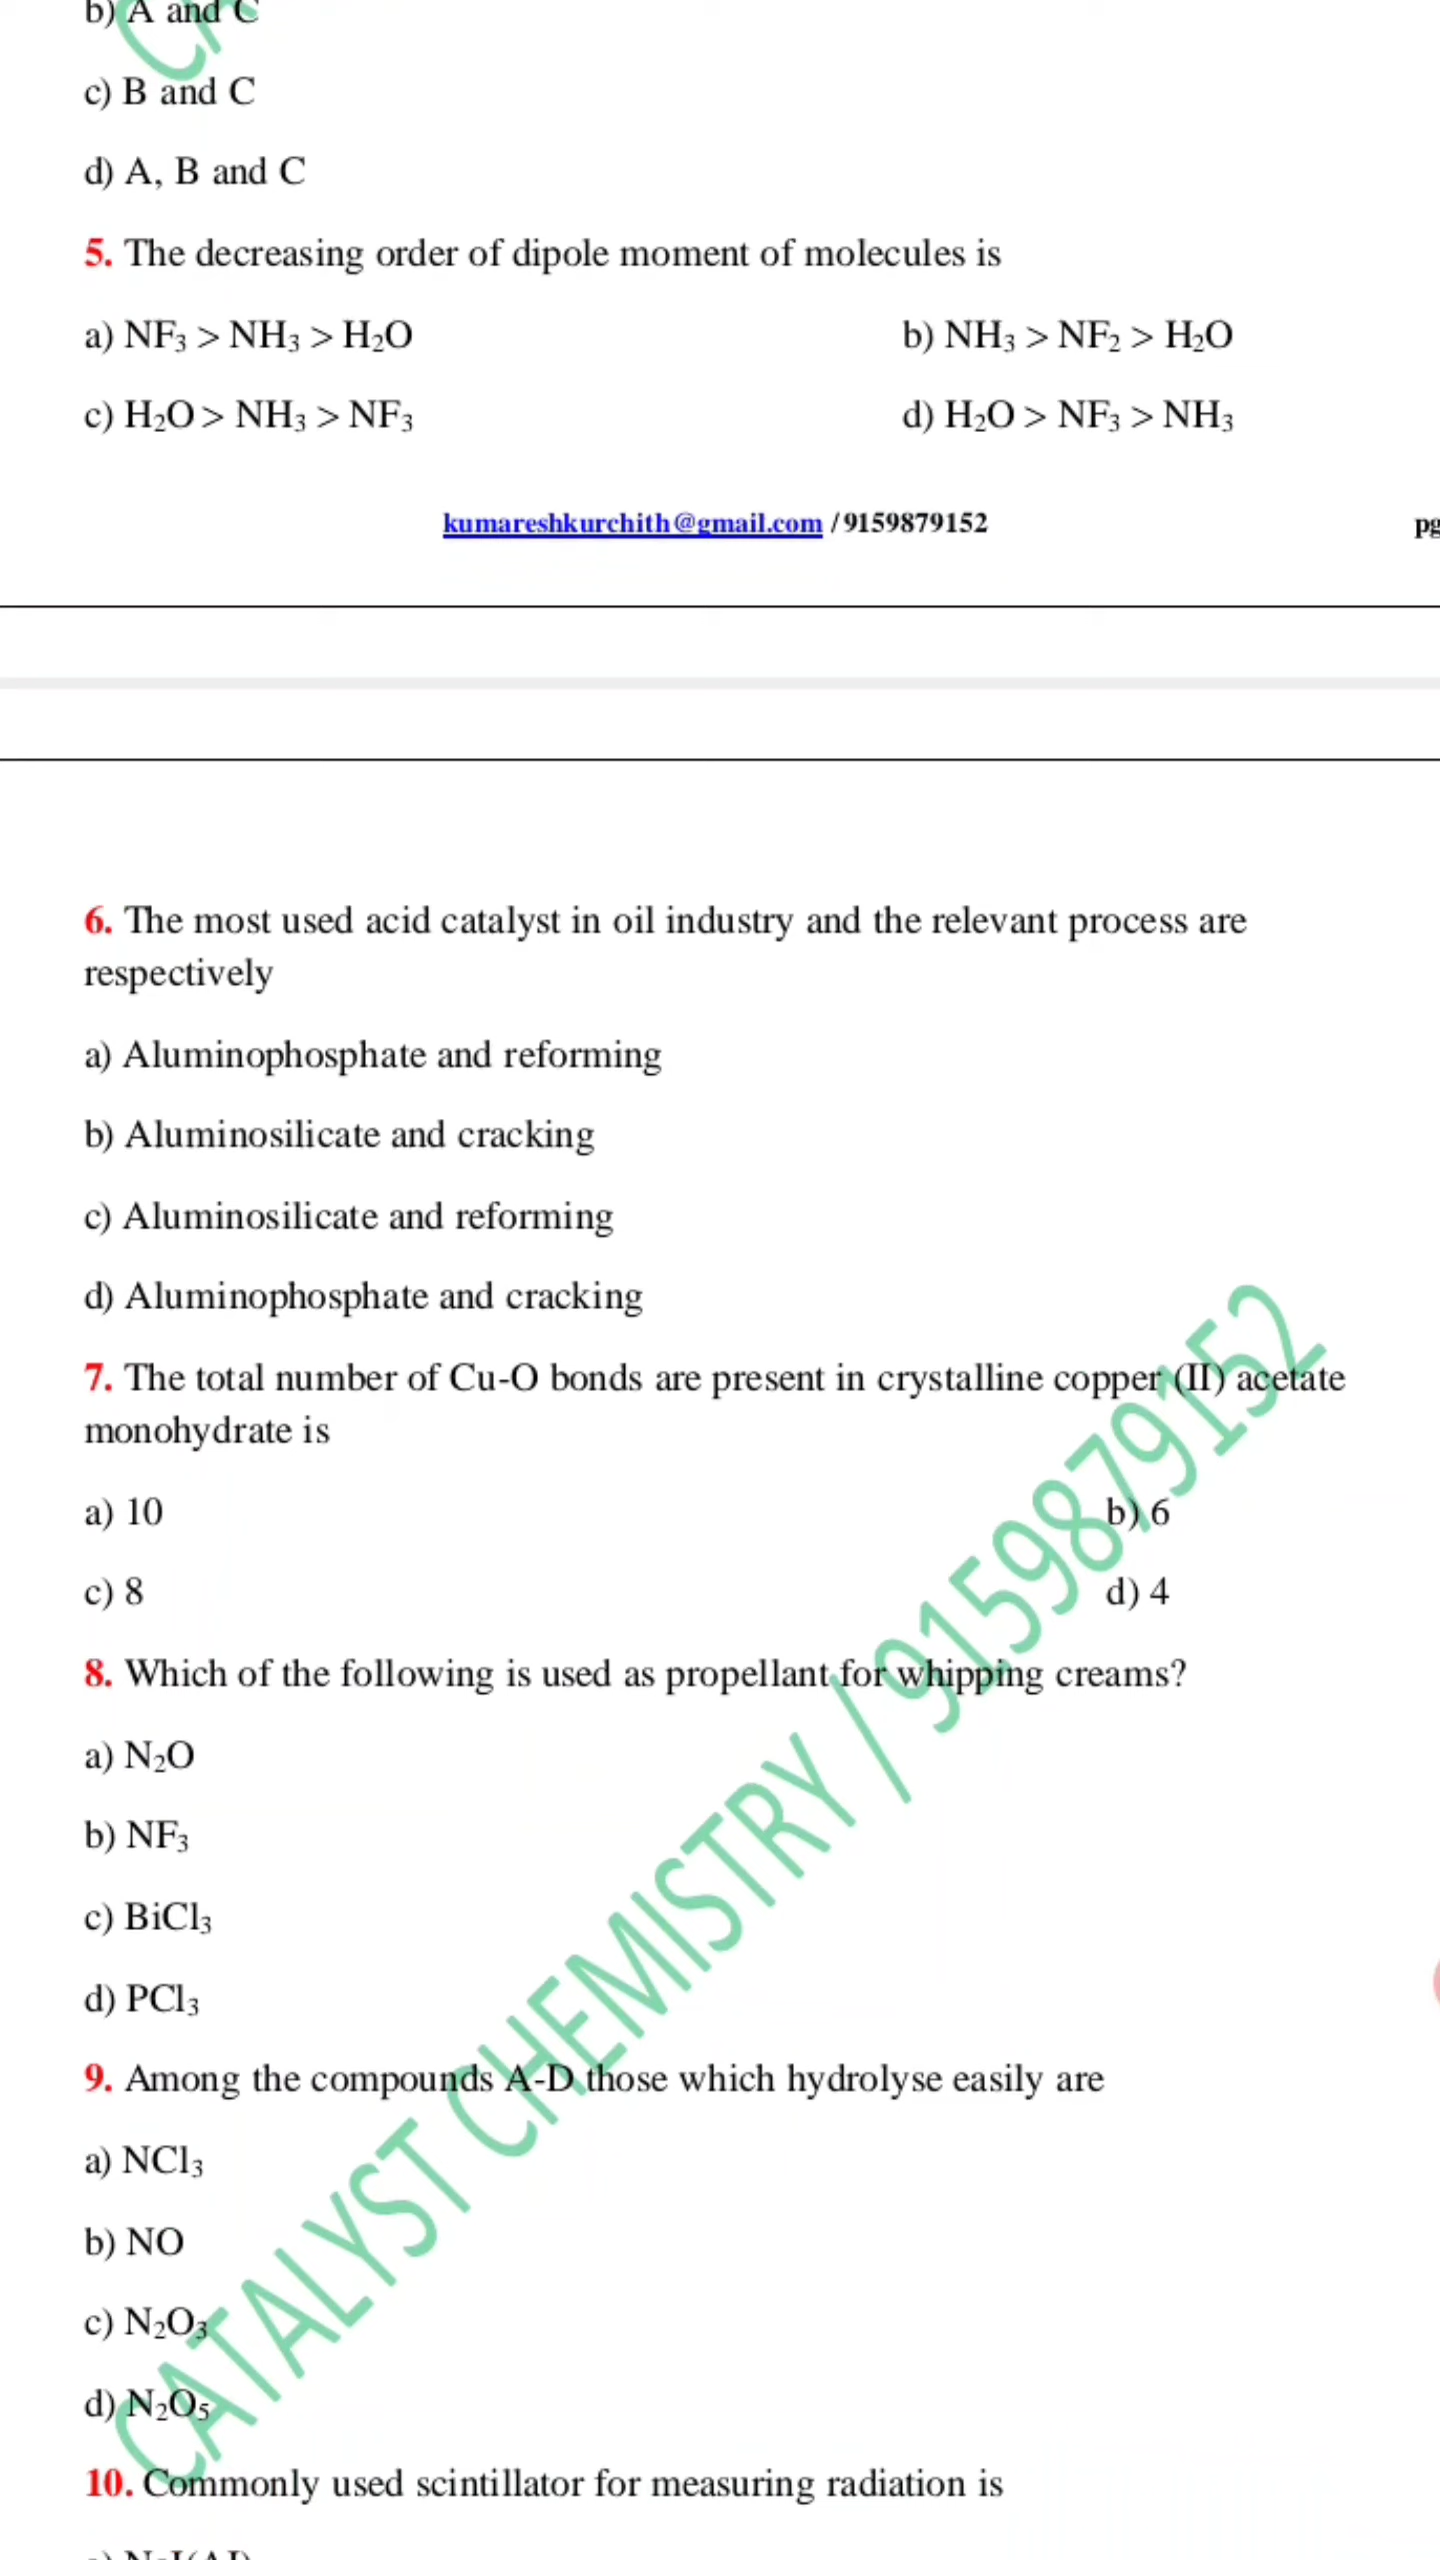 b) A and C
c) B and C
d) A, B and C
5. The decreasing order of dipole moment of molecules is
a) NF₃ > NH₃ > H₂O b) NH₃ > NF₂ > H₂O
c) H₂O > NH₃ > NF₃ d) H₂O > NF₃ > NH₃
kumareshkurchith@gmail.com / 9159879152 pg
6. The most used acid catalyst in oil industry and the relevant process are
respectively
a) Aluminophosphate and reforming
b) Aluminosilicate and cracking
c) Aluminosilicate and reforming
d) Aluminophosphate and cracking
7. The total number of Cu-O bonds are present in crystalline copper (II) acetate
monohydrate is
a) 10 b) 6
c) 8 d) 4
8. Which of the following is used as propellant for whipping creams?
a) N₂O
b) NF₃
c) BiCl₃
d) PCl₃
9. Among the compounds A-D those which hydrolyse easily are
a) NCl₃
b) NO
c) N₂O₃
d) N₂O₅
10. Commonly used scintillator for measuring radiation is
CATALYST CHEMISTRY / 9159879152